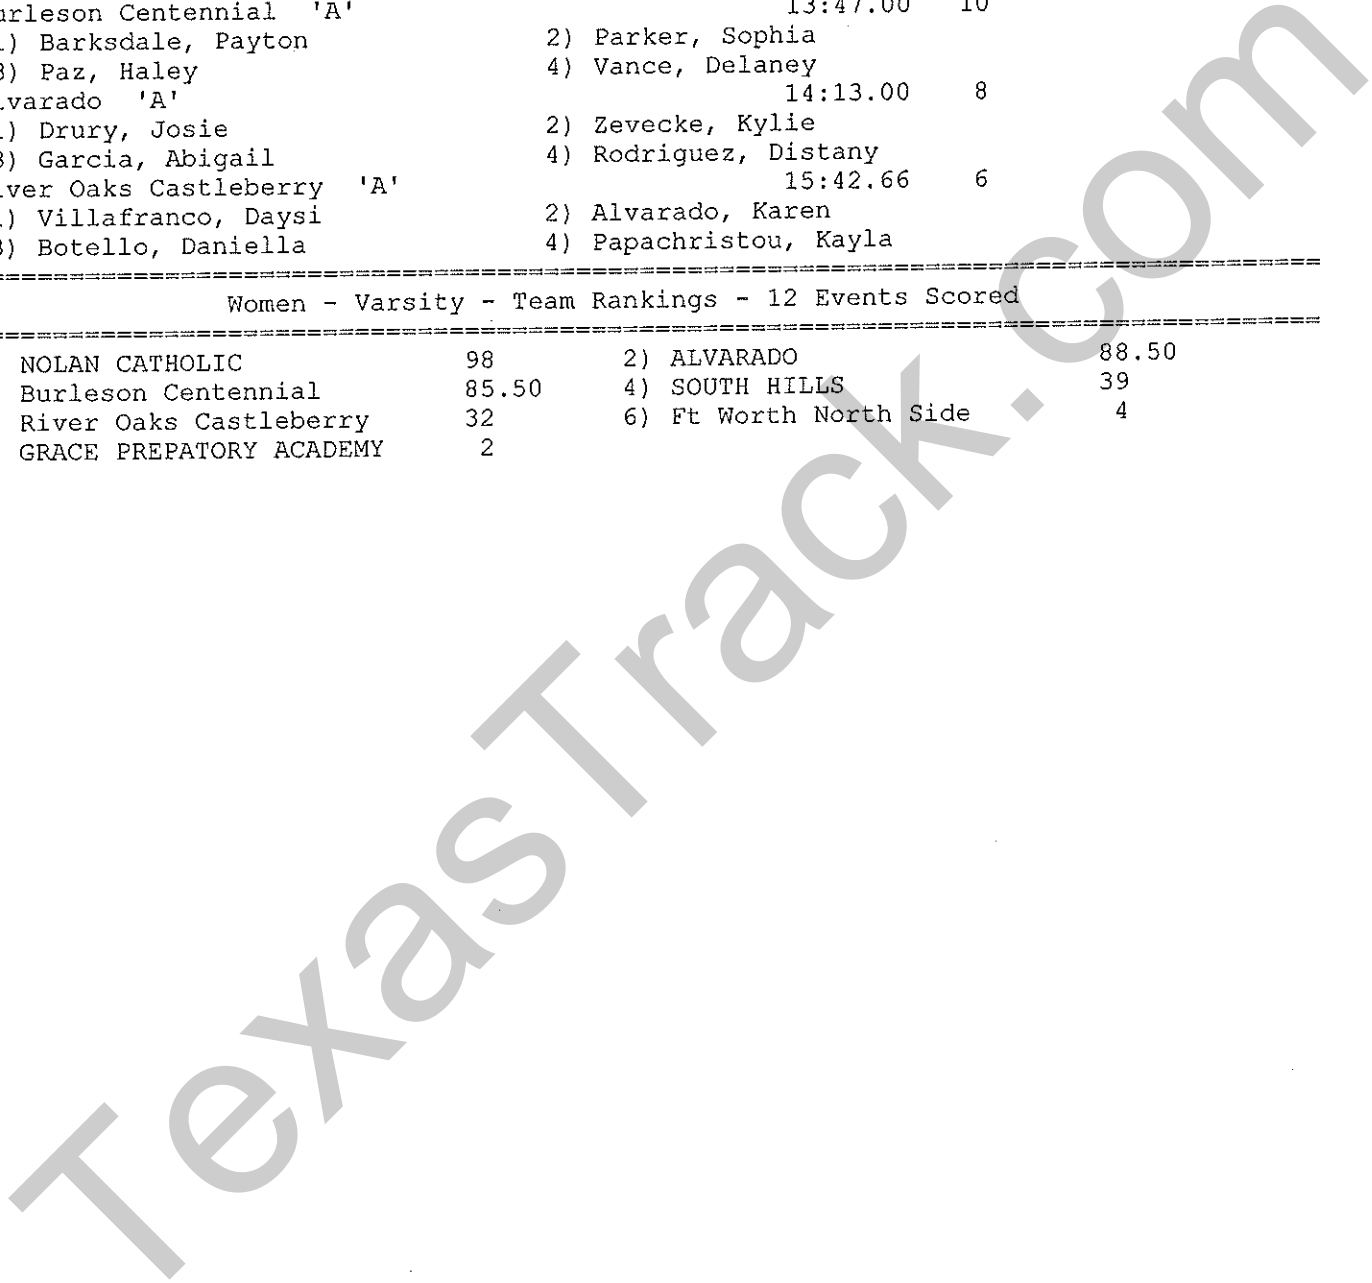 urleson Centennial 'A' 13:47.00 10
) Barksdale, Payton 2) Parker, Sophia
) Paz, Haley 4) Vance, Delaney
varado 'A' 14:13.00 8
) Drury, Josie 2) Zevecke, Kylie
) Garcia, Abigail 4) Rodriguez, Distany
ver Oaks Castleberry 'A' 15:42.66 6
) Villafranco, Daysi 2) Alvarado, Karen
) Botello, Daniella 4) Papachristou, Kayla
Women - Varsity - Team Rankings - 12 Events Scored
NOLAN CATHOLIC 98 2) ALVARADO 88.50
Burleson Centennial 85.50 4) SOUTH HILLS 39
River Oaks Castleberry 32 6) Ft Worth North Side 4
GRACE PREPATORY ACADEMY 2
TexasTrack.com